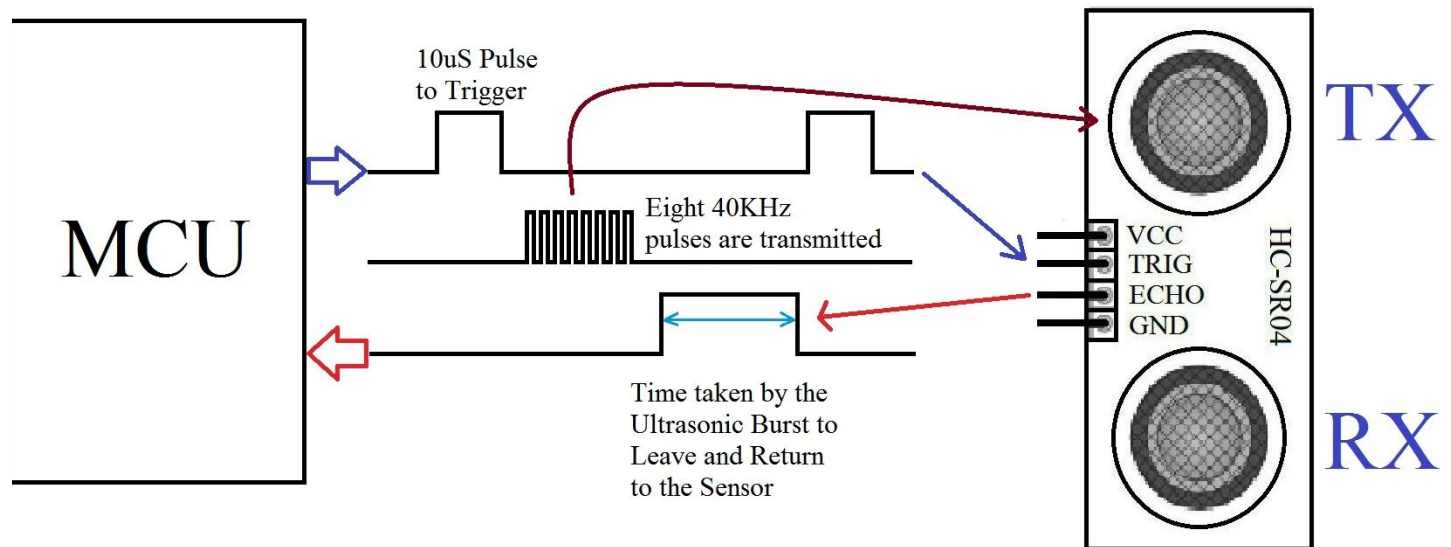 MCU
10uS Pulse
to Trigger
Eight 40KHz
pulses are transmitted
Time taken by the
Ultrasonic Burst to
Leave and Return
to the Sensor
VCC
TRIG
ECHO
GND
HC-SR04
TX
RX